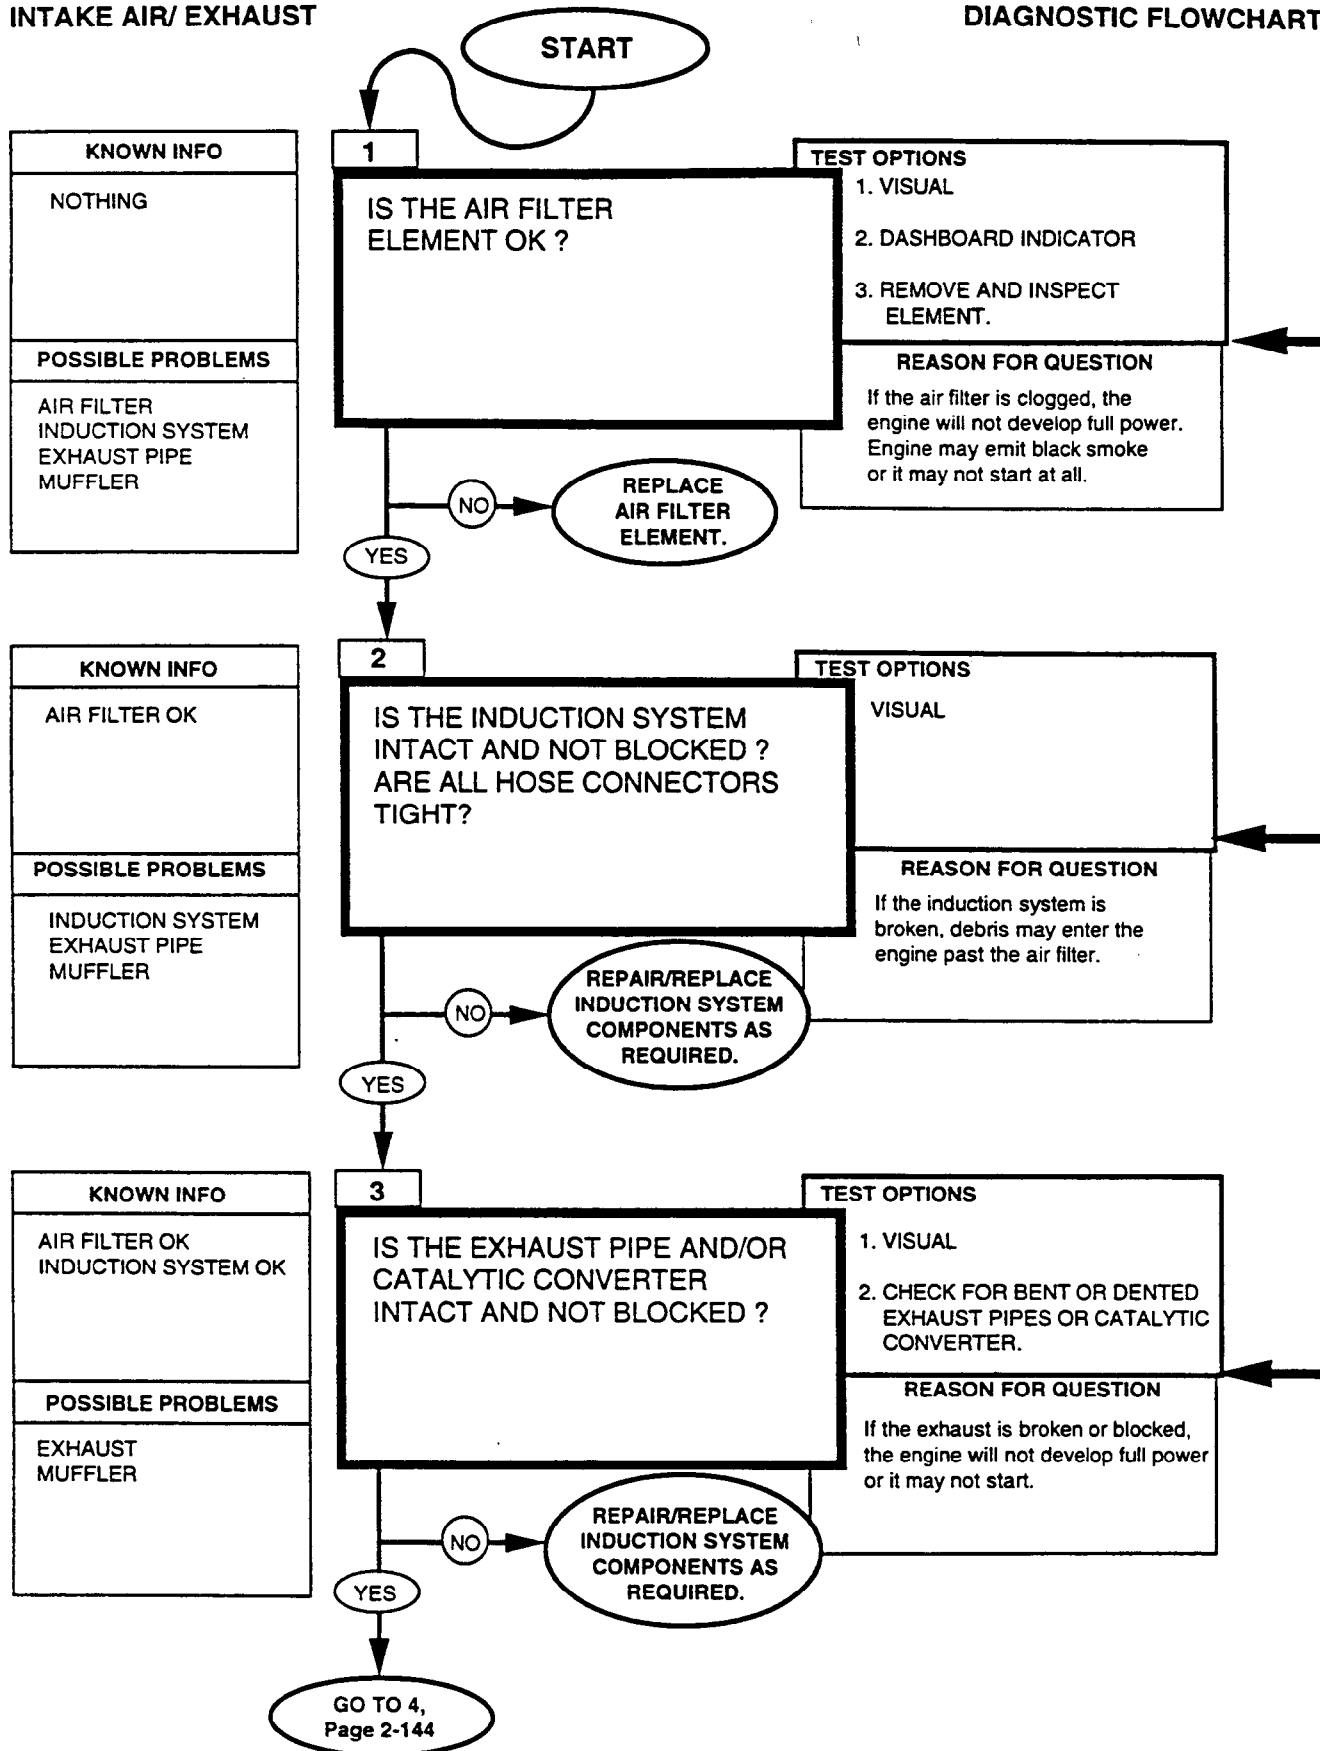 INTAKE AIR/ EXHAUST
DIAGNOSTIC FLOWCHART
START
KNOWN INFO
NOTHING
POSSIBLE PROBLEMS
AIR FILTER
INDUCTION SYSTEM
EXHAUST PIPE
MUFFLER
1
IS THE AIR FILTER
ELEMENT OK ?
TEST OPTIONS
1. VISUAL
2. DASHBOARD INDICATOR
3. REMOVE AND INSPECT
ELEMENT.
REASON FOR QUESTION
If the air filter is clogged, the
engine will not develop full power.
Engine may emit black smoke
or it may not start at all.
NO
REPLACE
AIR FILTER
ELEMENT.
YES
KNOWN INFO
AIR FILTER OK
POSSIBLE PROBLEMS
INDUCTION SYSTEM
EXHAUST PIPE
MUFFLER
2
IS THE INDUCTION SYSTEM
INTACT AND NOT BLOCKED ?
ARE ALL HOSE CONNECTORS
TIGHT?
TEST OPTIONS
VISUAL
REASON FOR QUESTION
If the induction system is
broken, debris may enter the
engine past the air filter.
NO
REPAIR/REPLACE
INDUCTION SYSTEM
COMPONENTS AS
REQUIRED.
YES
KNOWN INFO
AIR FILTER OK
INDUCTION SYSTEM OK
POSSIBLE PROBLEMS
EXHAUST
MUFFLER
3
IS THE EXHAUST PIPE AND/OR
CATALYTIC CONVERTER
INTACT AND NOT BLOCKED ?
TEST OPTIONS
1. VISUAL
2. CHECK FOR BENT OR DENTED
EXHAUST PIPES OR CATALYTIC
CONVERTER.
REASON FOR QUESTION
If the exhaust is broken or blocked,
the engine will not develop full power
or it may not start.
NO
REPAIR/REPLACE
INDUCTION SYSTEM
COMPONENTS AS
REQUIRED.
YES
GO TO 4,
Page 2-144